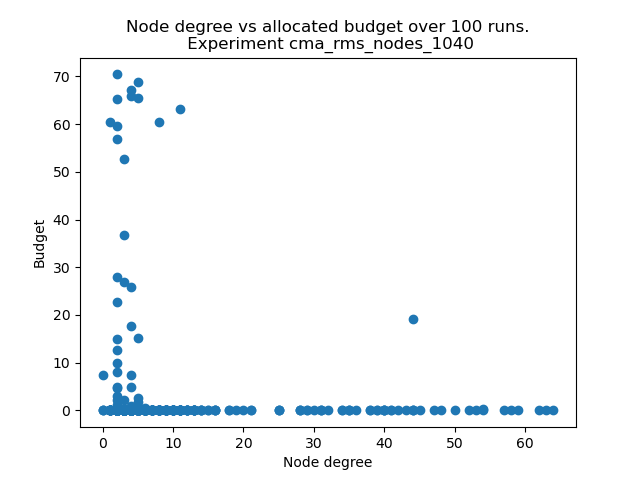 Node degree vs allocated budget over 100 runs.
Experiment cma_rms_nodes_1040
70
60
50
40
30
20
10
0
Budget
0 10 20 30 40 50 60
Node degree